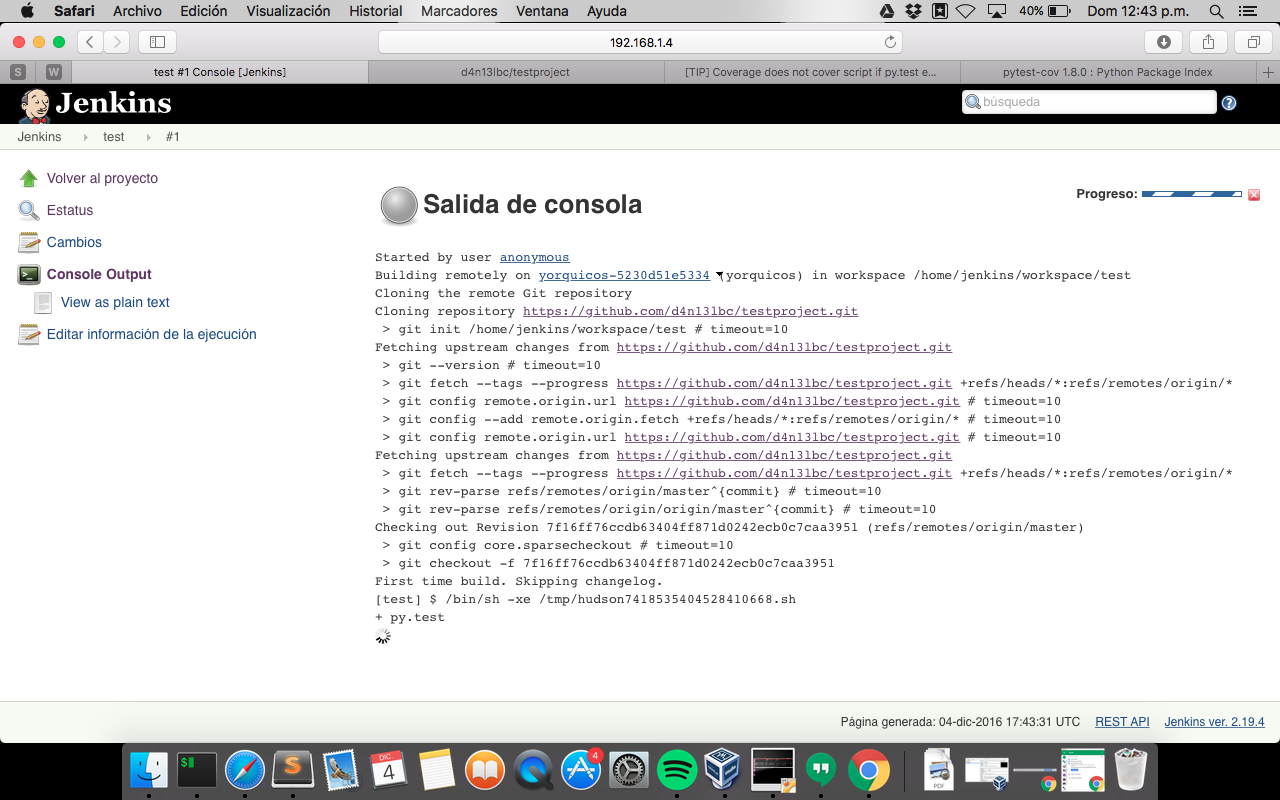 Safari Archivo Edición Visualización Historial Marcadores Ventana Ayuda 40% Dom 12:43 p.m.
192.168.1.4
S W test #1 Console [Jenkins] d4n13lbc/testproject [TIP] Coverage does not cover script if py.test e... pytest-cov 1.8.0 : Python Package Index
Jenkins búsqueda
Jenkins test #1
Volver al proyecto
Estatus
Cambios
Console Output
View as plain text
Editar información de la ejecución
Salida de consola
Progreso:
Started by user anonymous
Building remotely on yorquicos-5230d51e5334 (yorquicos) in workspace /home/jenkins/workspace/test
Cloning the remote Git repository
Cloning repository https://github.com/d4n13lbc/testproject.git
> git init /home/jenkins/workspace/test # timeout=10
Fetching upstream changes from https://github.com/d4n13lbc/testproject.git
> git --version # timeout=10
> git fetch --tags --progress https://github.com/d4n13lbc/testproject.git +refs/heads/*:refs/remotes/origin/*
> git config remote.origin.url https://github.com/d4n13lbc/testproject.git # timeout=10
> git config --add remote.origin.fetch +refs/heads/*:refs/remotes/origin/* # timeout=10
> git config remote.origin.url https://github.com/d4n13lbc/testproject.git # timeout=10
Fetching upstream changes from https://github.com/d4n13lbc/testproject.git
> git fetch --tags --progress https://github.com/d4n13lbc/testproject.git +refs/heads/*:refs/remotes/origin/*
> git rev-parse refs/remotes/origin/master^{commit} # timeout=10
> git rev-parse refs/remotes/origin/origin/master^{commit} # timeout=10
Checking out Revision 7f16ff76ccdb63404ff871d0242ecb0c7caa3951 (refs/remotes/origin/master)
> git config core.sparsecheckout # timeout=10
> git checkout -f 7f16ff76ccdb63404ff871d0242ecb0c7caa3951
First time build. Skipping changelog.
[test] $ /bin/sh -xe /tmp/hudson7418535404528410668.sh
+ py.test
Página generada: 04-dic-2016 17:43:31 UTC REST API Jenkins ver. 2.19.4
$
S
DIC.
4
4
PDF